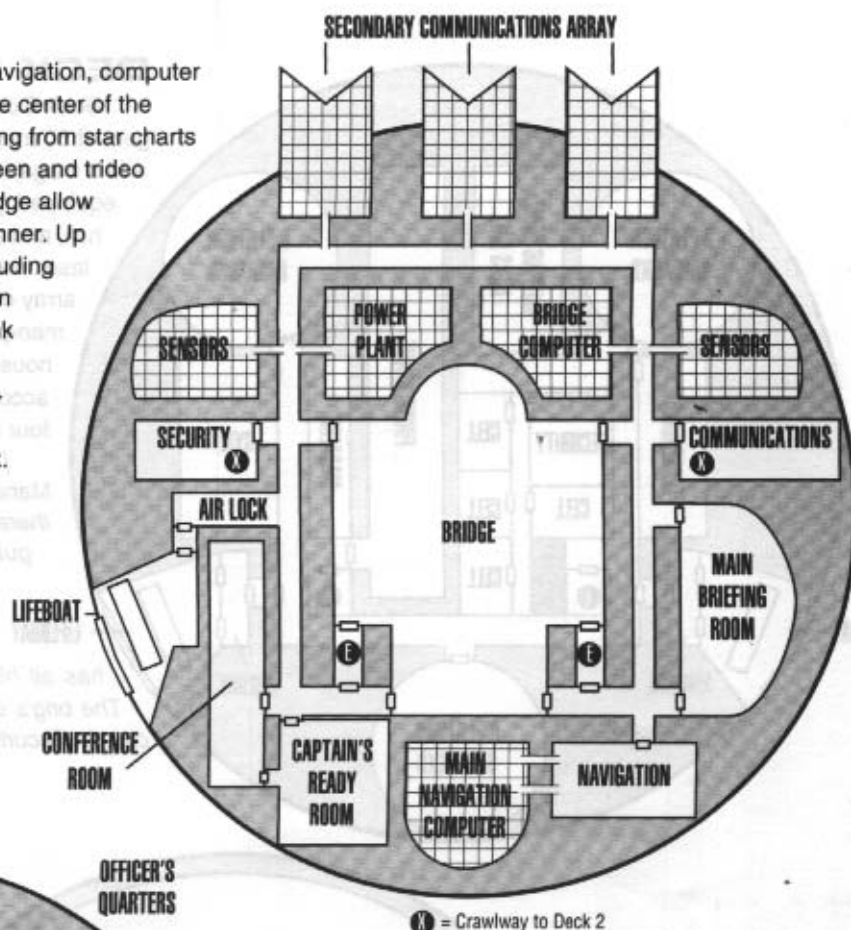 SECONDARY COMMUNICATIONS ARRAY
avigation, computer
e center of the
ng from star charts
een and trideo
dge allow
nner. Up
uding
n
k
.
SENSORS
POWER
PLANT
BRIDGE
COMPUTER
SENSORS
SECURITY
X
COMMUNICATIONS
X
AIR LOCK
BRIDGE
MAIN
BRIEFING
ROOM
LIFEBOAT
E
E
CONFERENCE
ROOM
CAPTAIN'S
READY
ROOM
MAIN
NAVIGATION
COMPUTER
NAVIGATION
OFFICER'S
QUARTERS
X = Crawlway to Deck 2